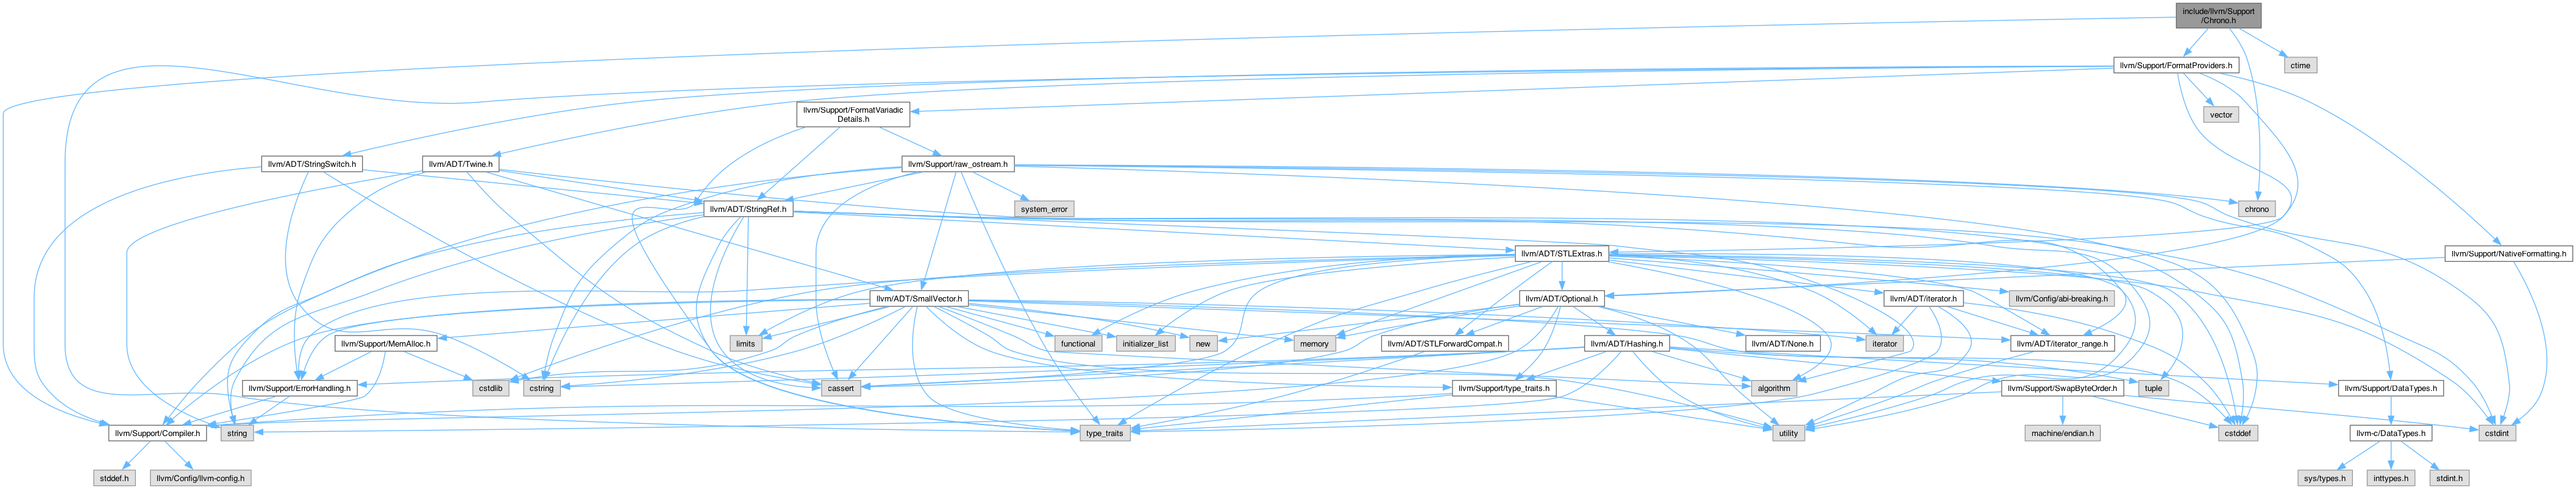 include/llvm/Support
/Chrono.h
llvm/Support/FormatProviders.h
ctime
llvm/Support/FormatVariadic
Details.h
vector
llvm/ADT/StringSwitch.h
llvm/ADT/Twine.h
llvm/Support/raw_ostream.h
system_error
llvm/ADT/StringRef.h
chrono
llvm/ADT/STLExtras.h
llvm/Support/NativeFormatting.h
llvm/ADT/SmallVector.h
llvm/ADT/Optional.h
llvm/ADT/iterator.h
llvm/Config/abi-breaking.h
llvm/Support/MemAlloc.h
limits
functional
initializer_list
new
memory
llvm/ADT/STLForwardCompat.h
llvm/ADT/Hashing.h
llvm/ADT/None.h
iterator
llvm/ADT/iterator_range.h
llvm/Support/ErrorHandling.h
cstdlib
cstring
cassert
llvm/Support/type_traits.h
algorithm
llvm/Support/SwapByteOrder.h
tuple
llvm/Support/DataTypes.h
llvm/Support/Compiler.h
string
type_traits
utility
machine/endian.h
cstddef
llvm-c/DataTypes.h
cstdint
stddef.h
llvm/Config/llvm-config.h
sys/types.h
inttypes.h
stdint.h